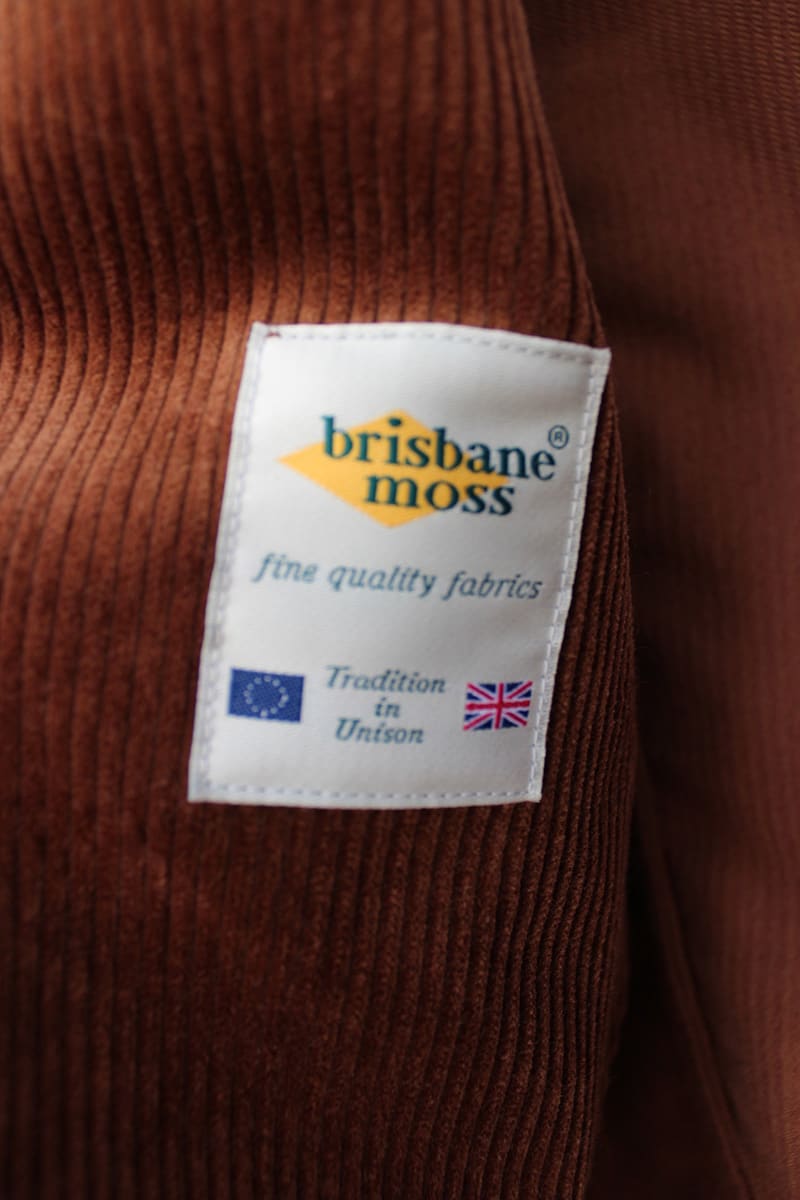 brisbane®
moss
fine quality fabrics
Tradition
in
Unison